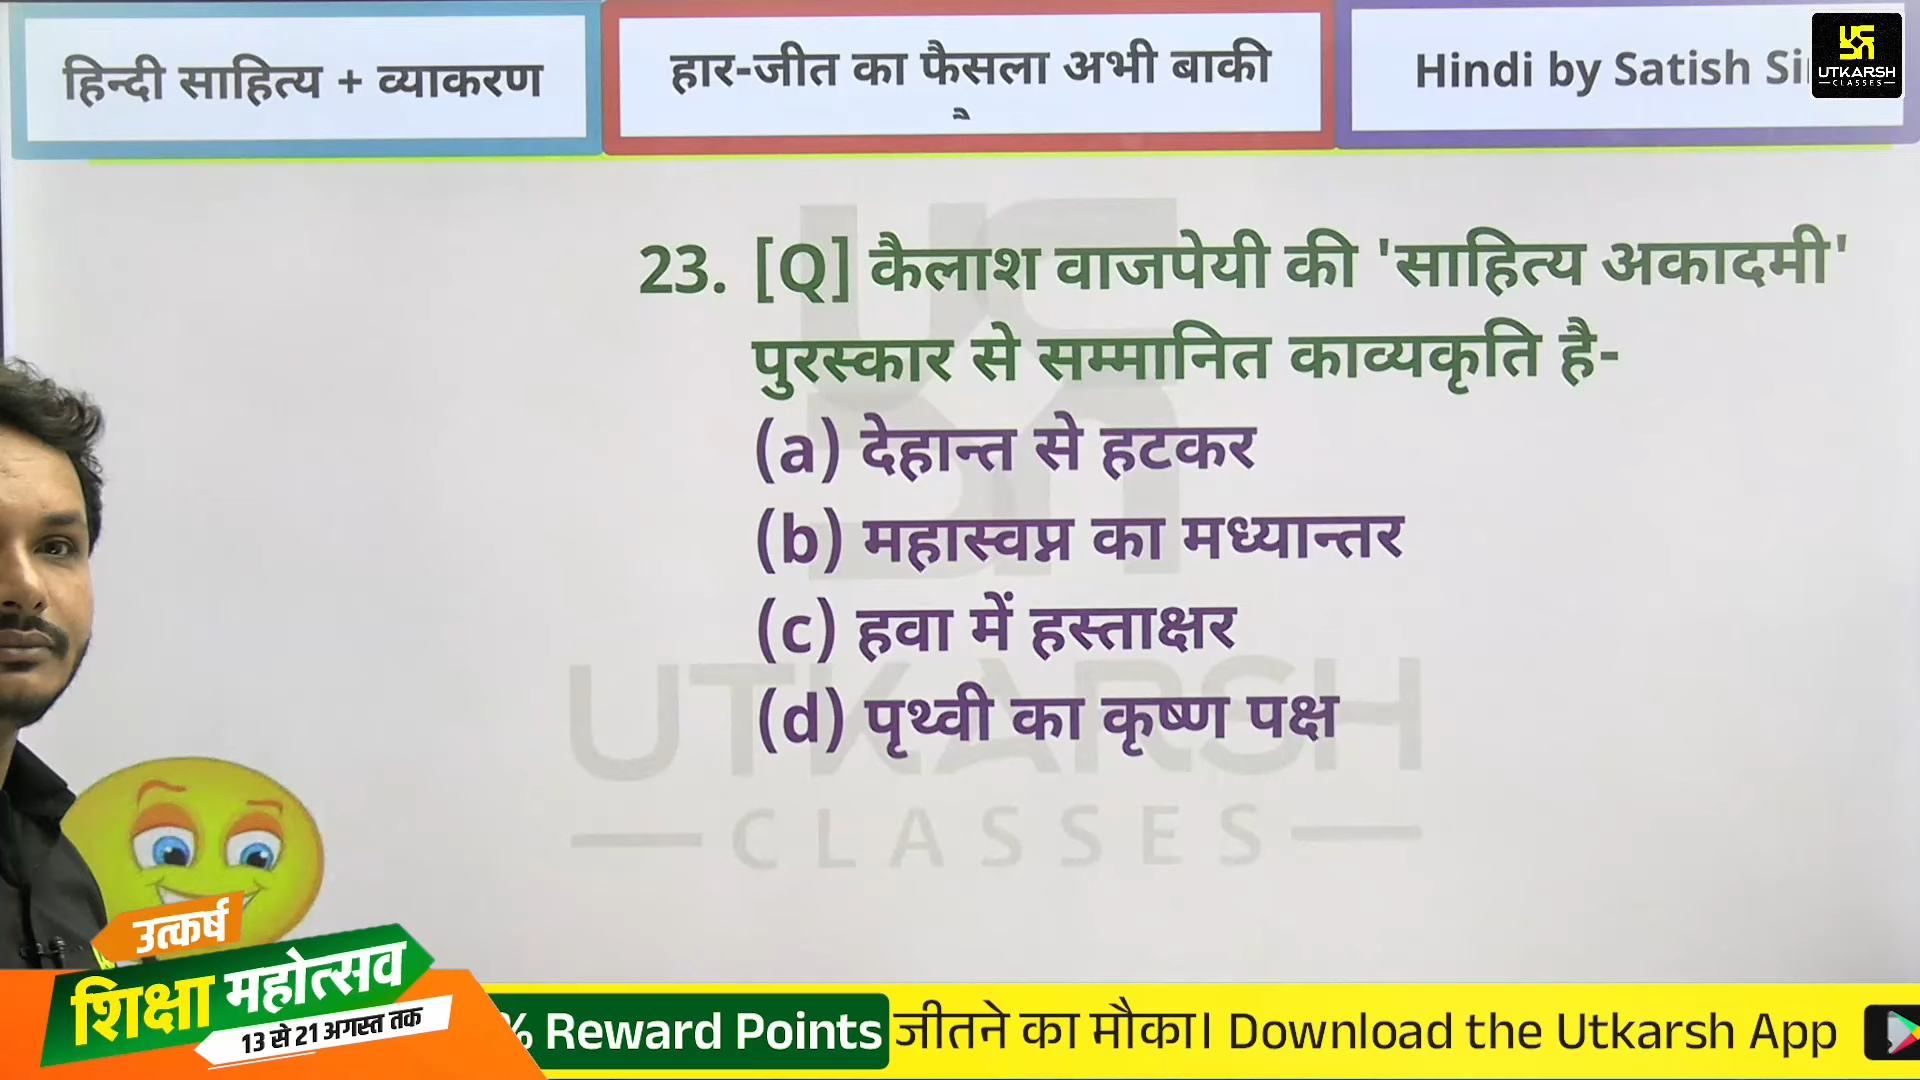 हिन्दी साहित्य + व्याकरण
हार-जीत का फैसला अभी बाकी
Hindi by Satish
UTKARSH
CLASSES
23. [Q] कैलाश वाजपेयी की 'साहित्य अकादमी'
पुरस्कार से सम्मानित काव्यकृति है-
(a) देहान्त से हटकर
(b) महास्वप्न का मध्यान्तर
(c) हवा में हस्ताक्षर
(d) पृथ्वी का कृष्ण पक्ष
UTKARSH
CLASSES
उत्कर्ष
शिक्षा महोत्सव
13 से 21 अगस्त तक
% Reward Points जीतने का मौका। Download the Utkarsh App